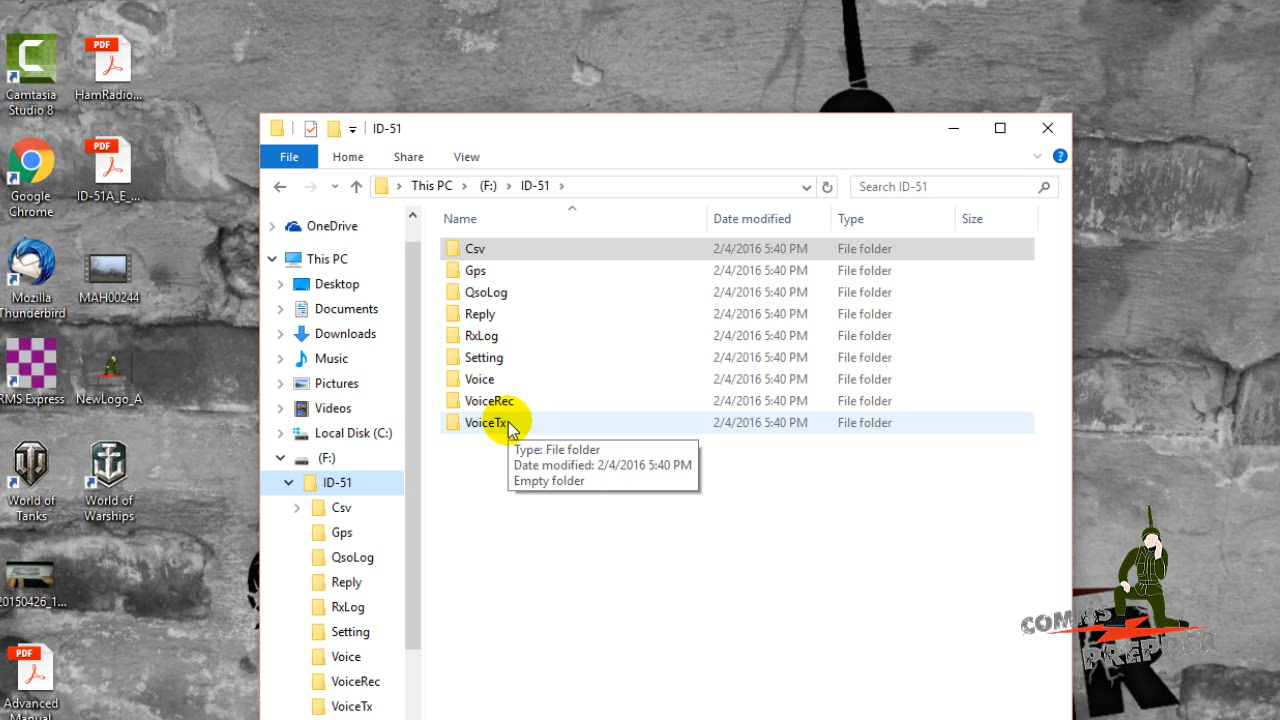 Camtasia
Studio 8
PDF
HamRadio...
Google
Chrome
PDF
ID-51A_E_...
Mozilla
Thunderbird
MAH00244
RMS Express
NewLogo_A
World of
Tanks
World of
Warships
20150426_1...
PDF
Advanced
Manual
ID-51
File Home Share View
This PC (F:) ID-51
Search ID-51
OneDrive
This PC
Desktop
Documents
Downloads
Music
Pictures
Videos
Local Disk (C:)
(F:)
ID-51
Csv
Gps
QsoLog
Reply
RxLog
Setting
Voice
VoiceRec
VoiceTx
Name Date modified Type Size
Csv 2/4/2016 5:40 PM File folder
Gps 2/4/2016 5:40 PM File folder
QsoLog 2/4/2016 5:40 PM File folder
Reply 2/4/2016 5:40 PM File folder
RxLog 2/4/2016 5:40 PM File folder
Setting 2/4/2016 5:40 PM File folder
Voice 2/4/2016 5:40 PM File folder
VoiceRec 2/4/2016 5:40 PM File folder
VoiceTx 2/4/2016 5:40 PM File folder
Type: File folder
Date modified: 2/4/2016 5:40 PM
Empty folder
COMMS
PREPPER
R